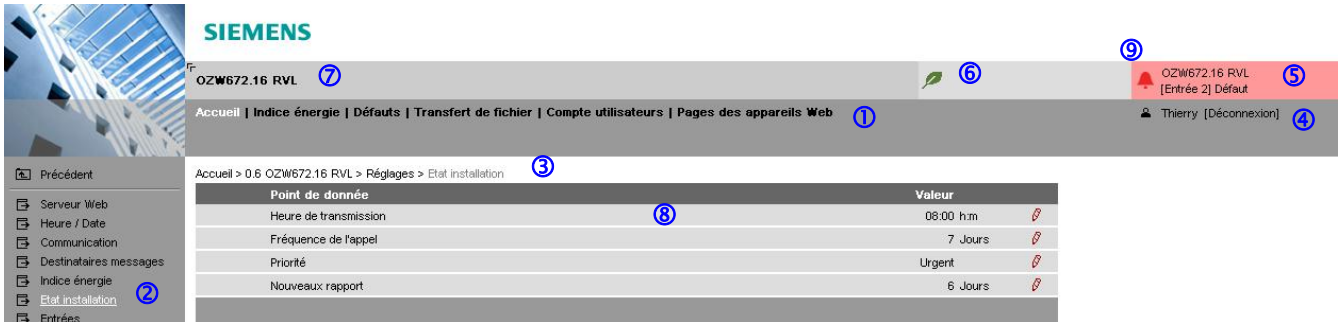 SIEMENS
⑨
OZW672.16 RVL ⑦
⑥
OZW672.16 RVL ⑤
[Entrée 2] Défaut
Accueil | Indice énergie | Défauts | Transfert de fichier | Compte utilisateurs | Pages des appareils Web ①
Thierry [Déconnexion] ④
Précédent
Serveur Web
Heure / Date
Communication
Destinataires messages
Indice énergie
Etat installation ②
Entrées
Accueil > 0.6 OZW672.16 RVL > Réglages > Etat installation ③
Point de donnée Valeur
Heure de transmission ⑧ 08:00 h:m
Fréquence de l'appel 7 Jours
Priorité Urgent
Nouveaux rapport 6 Jours